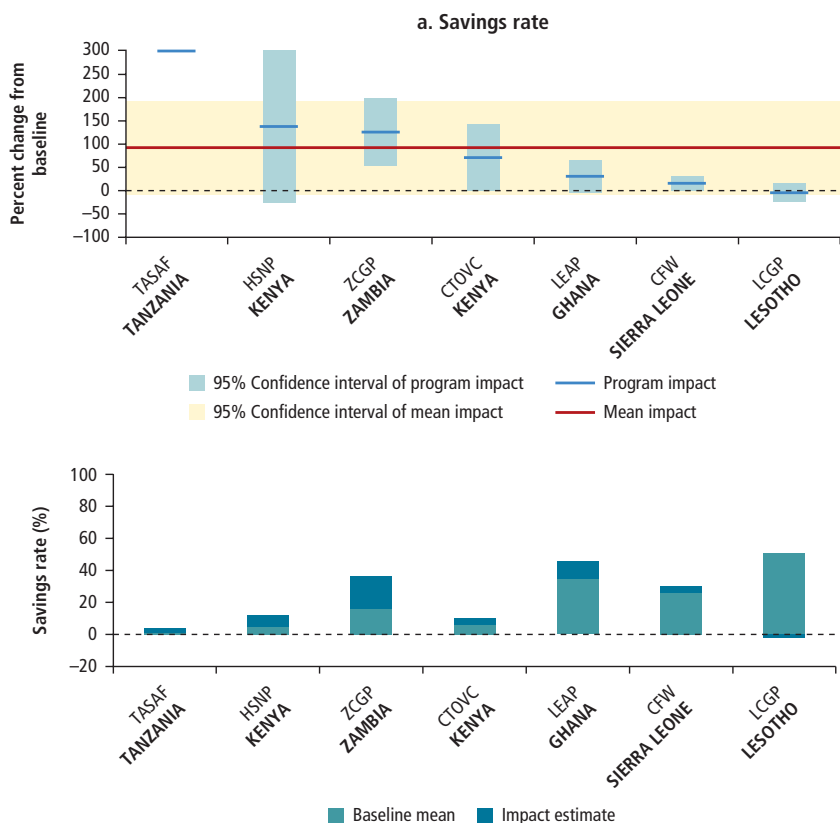 a. Savings rate
Percent change from
baseline
300
250
200
150
100
50
0
−50
−100
TASAF
TANZANIA
HSNP
KENYA
ZCGP
ZAMBIA
CTOVC
KENYA
LEAP
GHANA
CFW
SIERRA LEONE
LCGP
LESOTHO
95% Confidence interval of program impact
Program impact
95% Confidence interval of mean impact
Mean impact
Savings rate (%)
100
80
60
40
20
0
−20
TASAF
TANZANIA
HSNP
KENYA
ZCGP
ZAMBIA
CTOVC
KENYA
LEAP
GHANA
CFW
SIERRA LEONE
LCGP
LESOTHO
Baseline mean
Impact estimate